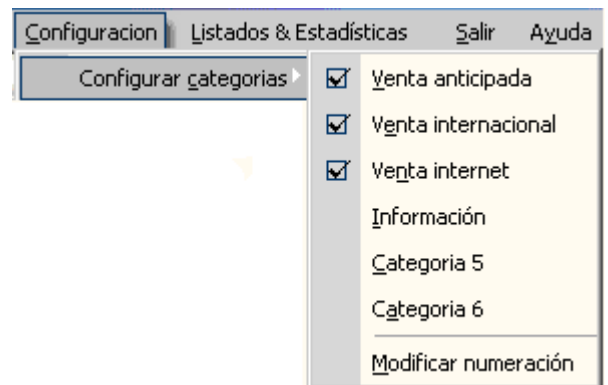 Configuracion Listados & Estadísticas Salir Ayuda
Configurar categorias Venta anticipada
Venta internacional
Venta internet
Información
Categoria 5
Categoria 6
Modificar numeración